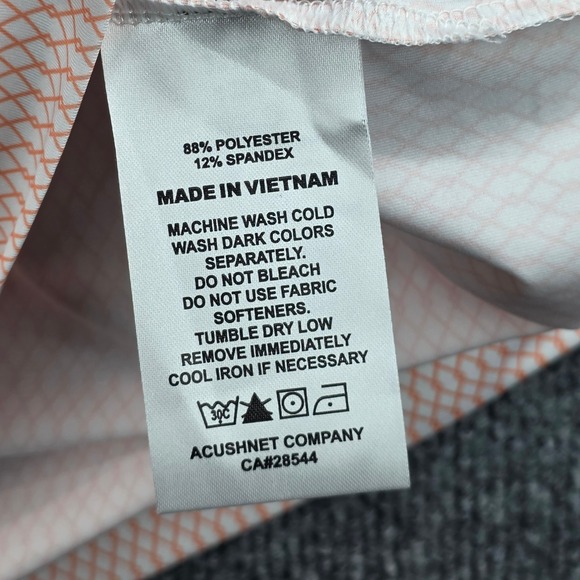 88% POLYESTER
12% SPANDEX
MADE IN VIETNAM
MACHINE WASH COLD
WASH DARK COLORS
SEPARATELY.
DO NOT BLEACH
DO NOT USE FABRIC
SOFTENERS.
TUMBLE DRY LOW
REMOVE IMMEDIATELY
COOL IRON IF NECESSARY
30C
ACUSHNET COMPANY
CA#28544